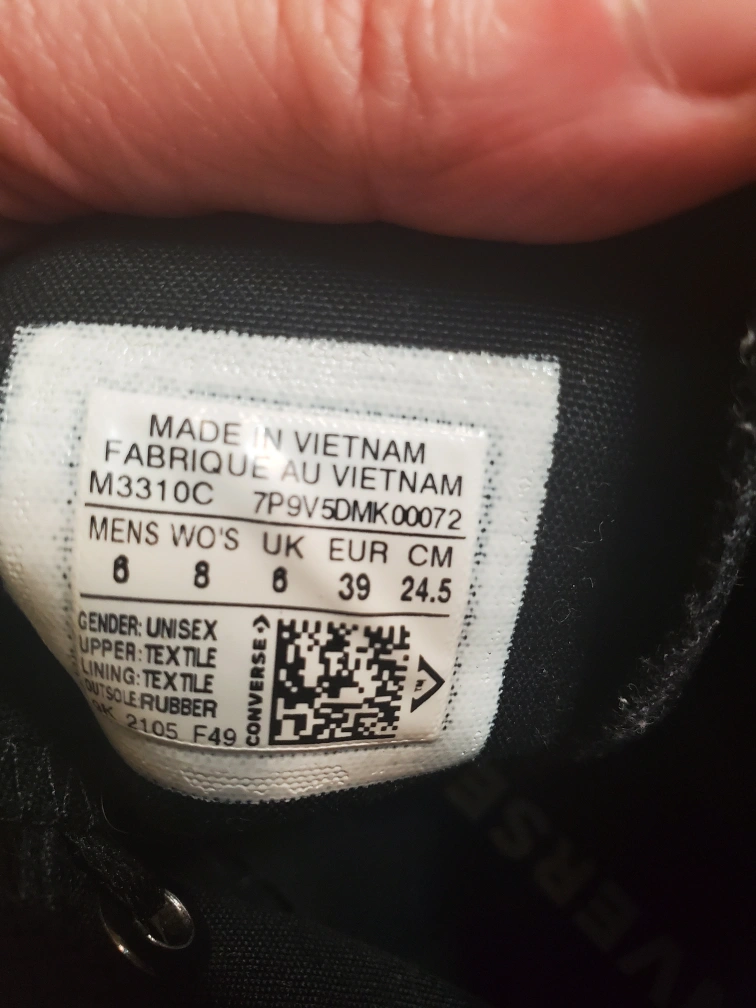 MADE IN VIETNAM
FABRIQUE AU VIETNAM
M3310C 7P9V5DMK00072
MENS WO'S UK EUR CM
6 8 6 39 24.5
GENDER: UNISEX
UPPER: TEXTILE
LINING: TEXTILE
OUTSOLE: RUBBER
2105 F49
CONVERSE
TM